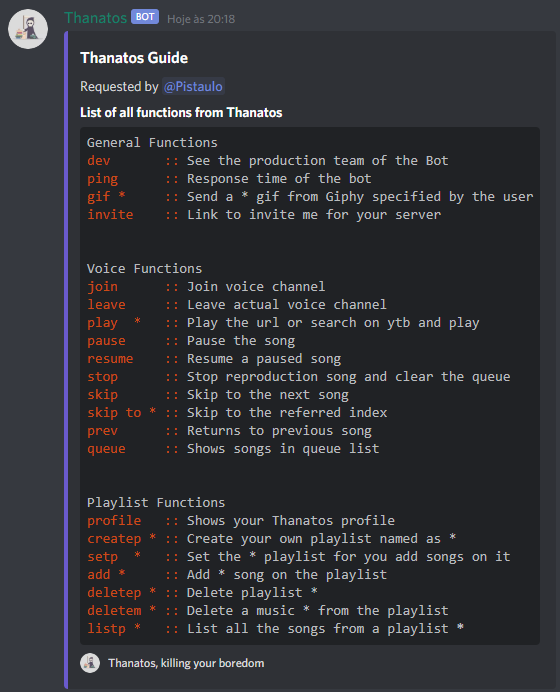 Thanatos BOT Hoje às 20:18
Thanatos Guide
Requested by @Pistaulo
List of all functions from Thanatos
General Functions
dev :: See the production team of the Bot
ping :: Response time of the bot
gif * :: Send a * gif from Giphy specified by the user
invite :: Link to invite me for your server
Voice Functions
join :: Join voice channel
leave :: Leave actual voice channel
play * :: Play the url or search on ytb and play
pause :: Pause the song
resume :: Resume a paused song
stop :: Stop reproduction song and clear the queue
skip :: Skip to the next song
skip to * :: Skip to the referred index
prev :: Returns to previous song
queue :: Shows songs in queue list
Playlist Functions
profile :: Shows your Thanatos profile
createp * :: Create your own playlist named as *
setp * :: Set the * playlist for you add songs on it
add * :: Add * song on the playlist
deletep * :: Delete playlist *
deletem * :: Delete a music * from the playlist
listp * :: List all the songs from a playlist *
Thanatos, killing your boredom